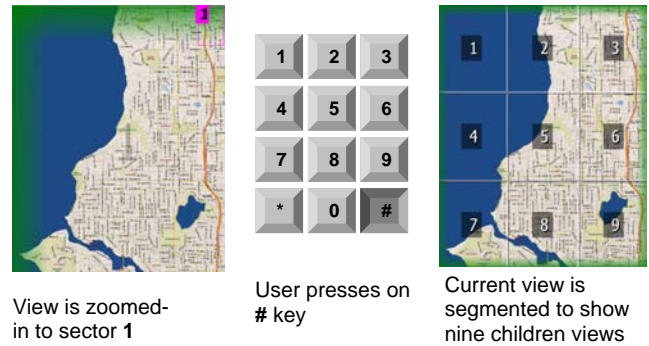 1
1 2 3
4 5 6
7 8 9
* 0 #
1 2 3
4 5 6
7 8 9
View is zoomed-
in to sector 1
User presses on
# key
Current view is
segmented to show
nine children views